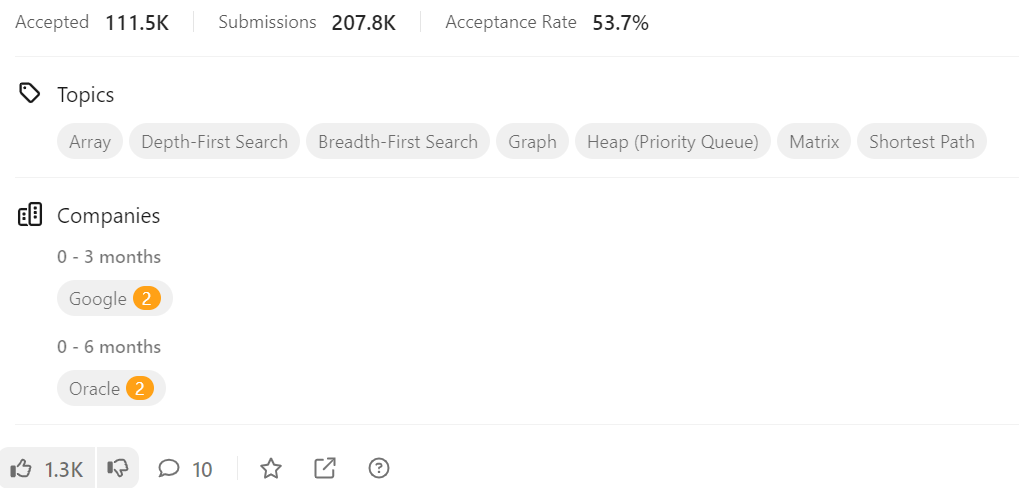 Accepted 111.5K Submissions 207.8K Acceptance Rate 53.7%
Topics
Array Depth-First Search Breadth-First Search Graph Heap (Priority Queue) Matrix Shortest Path
Companies
0 - 3 months
Google 2
0 - 6 months
Oracle 2
1.3K 10